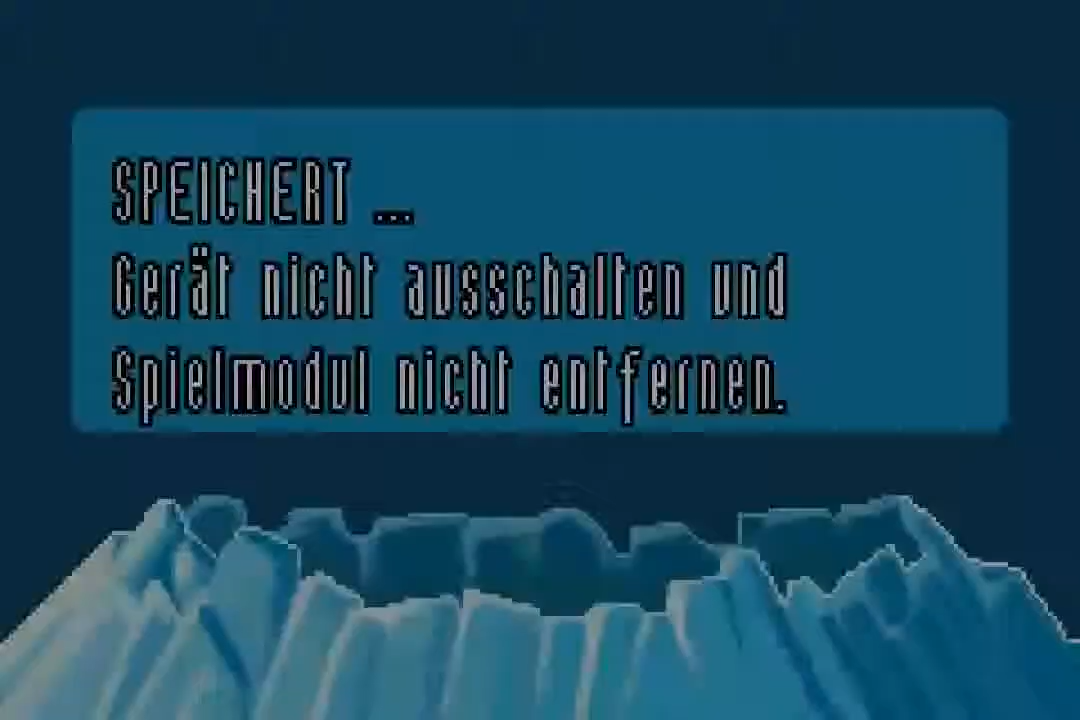 SPEICHERT ...
Gerät nicht ausschalten und
Spielmodul nicht entfernen.